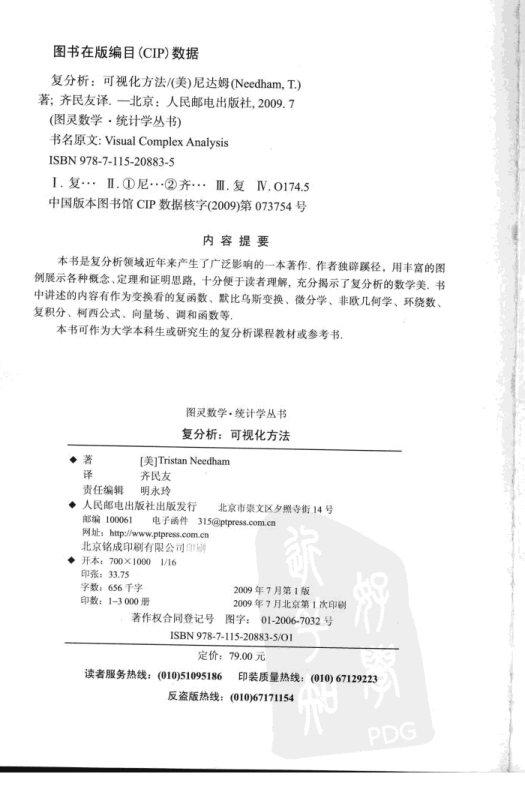 图书在版编目(CIP)数据
复分析：可视化方法/(美)尼达姆(Needham, T.)
著; 齐民友译. —北京：人民邮电出版社, 2009. 7
(图灵数学·统计学丛书)
书名原文: Visual Complex Analysis
ISBN 978-7-115-20883-5
Ⅰ. 复… Ⅱ. ①尼…②齐… Ⅲ. 复 Ⅳ. O174.5
中国版本图书馆 CIP 数据核字(2009)第 073754 号
内 容 提 要
本书是复分析领域近年来产生了广泛影响的一本著作. 作者独辟蹊径，用丰富的图
例展示各种概念、定理和证明思路, 十分便于读者理解, 充分揭示了复分析的数学美. 书
中讲述的内容有作为变换看的复函数、默比乌斯变换、微分学、非欧几何学、环绕数、
复积分、柯西公式、向量场、调和函数等.
本书可作为大学本科生或研究生的复分析课程教材或参考书.
图灵数学·统计学丛书
复分析：可视化方法
◆ 著 [美]Tristan Needham
译 齐民友
责任编辑 明永玲
◆ 人民邮电出版社出版发行 北京市崇文区夕照寺街 14 号
邮编 100061 电子函件 315@ptpress.com.cn
网址: http://www.ptpress.com.cn
北京铭成印刷有限公司印刷
◆ 开本: 700×1000 1/16
印张: 33.75
字数: 656 千字 2009 年 7 月第 1 版
印数: 1–3 000 册 2009 年 7 月北京第 1 次印刷
著作权合同登记号 图字： 01-2006-7032 号
ISBN 978-7-115-20883-5/O1
定价：79.00 元
读者服务热线：(010)51095186 印装质量热线：(010) 67129223
反盗版热线：(010)67171154
好学
PDG